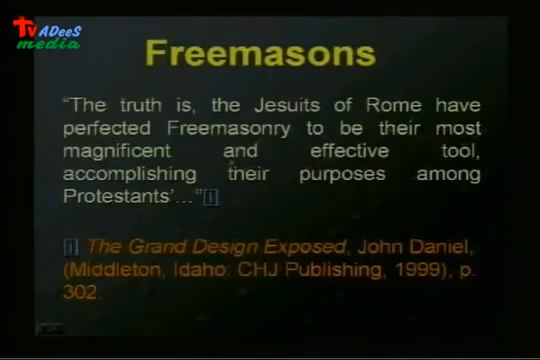 TV ADeeS
media
Freemasons
“The truth is, the Jesuits of Rome have
perfected Freemasonry to be their most
magnificent and effective tool,
accomplishing their purposes among
Protestants’...“[i]
[i] The Grand Design Exposed, John Daniel,
(Middleton, Idaho: CHJ Publishing, 1999), p.
302.